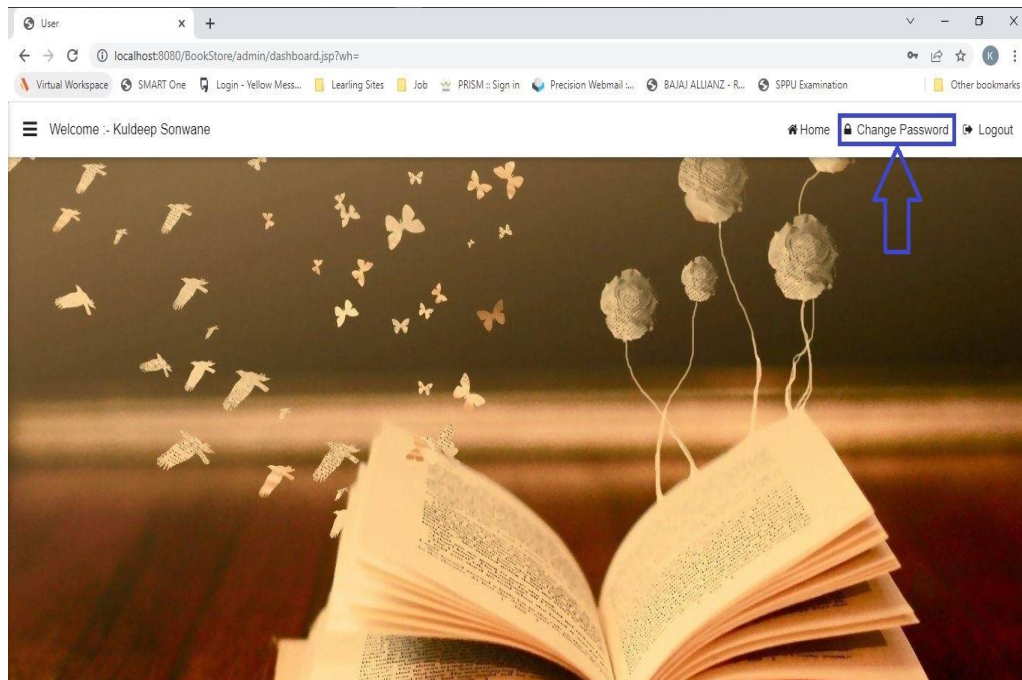 User
localhost:8080/BookStore/admin/dashboard.jsp?wh=
K
Virtual Workspace SMART One Login - Yellow Mess... Learling Sites Job PRISM :: Sign in Precision Webmail :... BAJAJ ALLIANZ - R... SPPU Examination Other bookmarks
Welcome :- Kuldeep Sonwane Home Change Password Logout